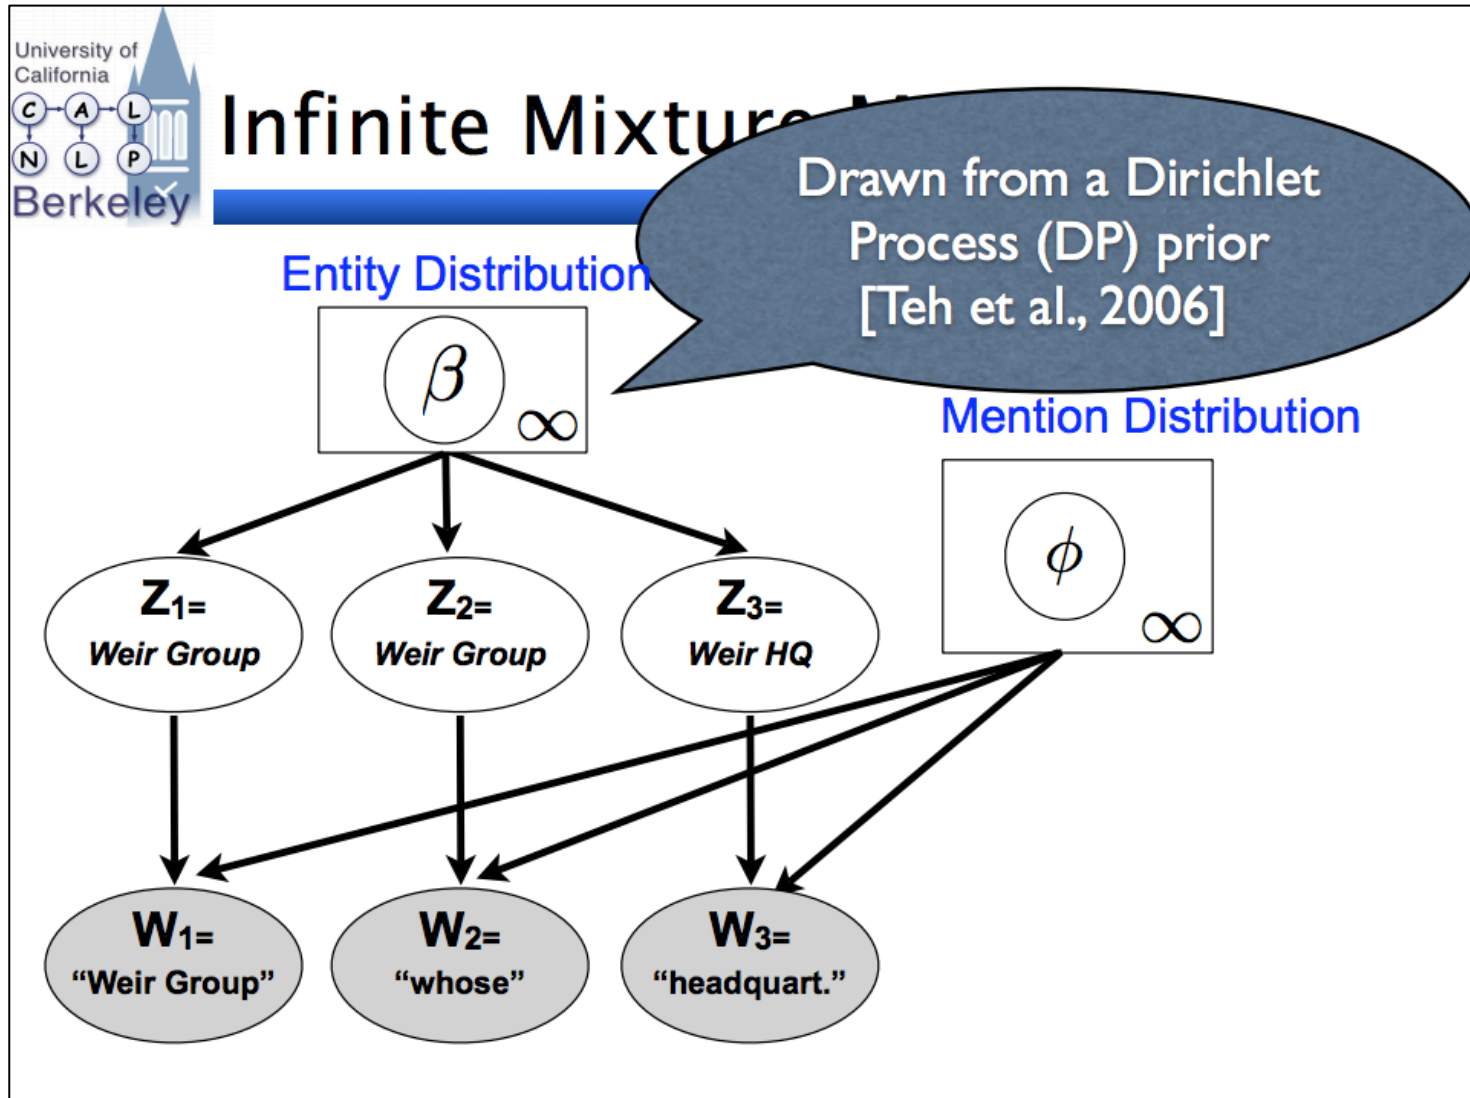 University of
California
C A L
N L P
Berkeley
Infinite Mixture M
Drawn from a Dirichlet
Process (DP) prior
[Teh et al., 2006]
Entity Distribution
β
∞
Mention Distribution
ϕ
∞
Z1=
Weir Group
Z2=
Weir Group
Z3=
Weir HQ
W1=
“Weir Group”
W2=
“whose”
W3=
“headquart.”